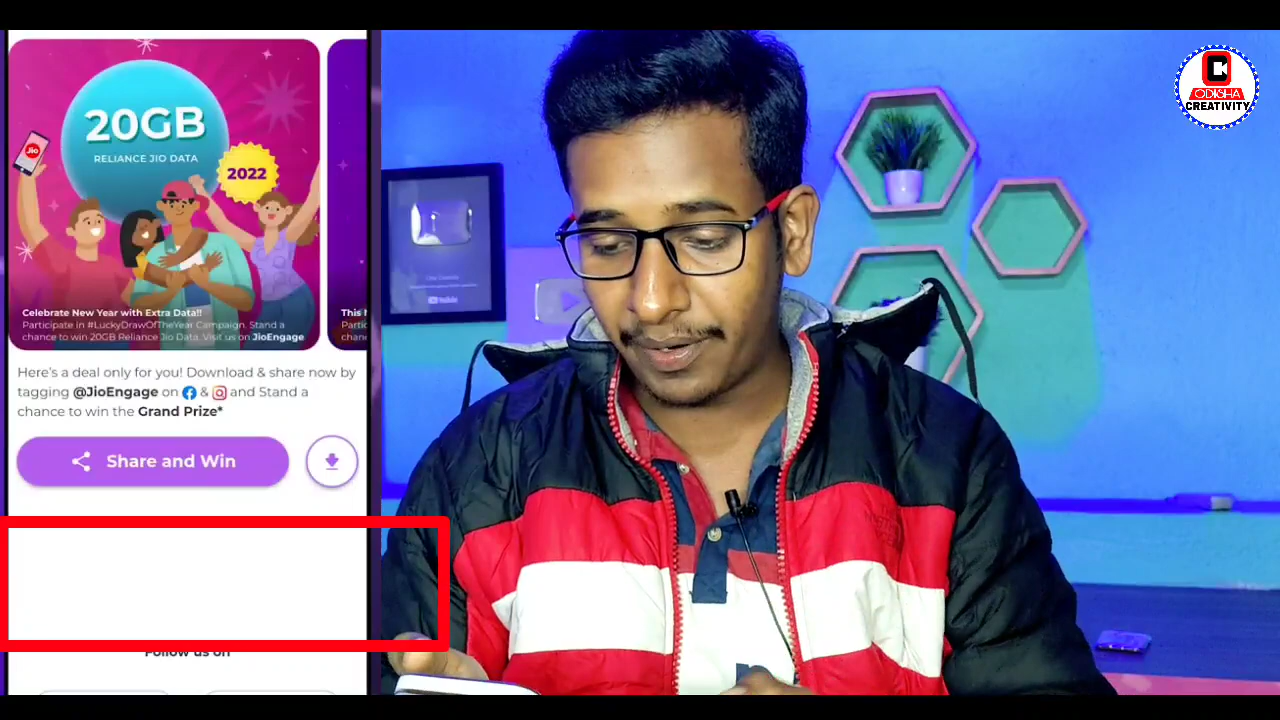 20GB
RELIANCE JIO DATA
Jio
2022
Celebrate New Year with Extra Data!!
Participate in #LuckyDrawOfTheYear Campaign. Stand a
chance to win 20GB Reliance Jio Data. Visit us on JioEngage
This
Partic
chan
Here's a deal only for you! Download & share now by
tagging @JioEngage on & and Stand a
chance to win the Grand Prize*
Share and Win
Follow us on
YouTube
ODISHA
CREATIVITY